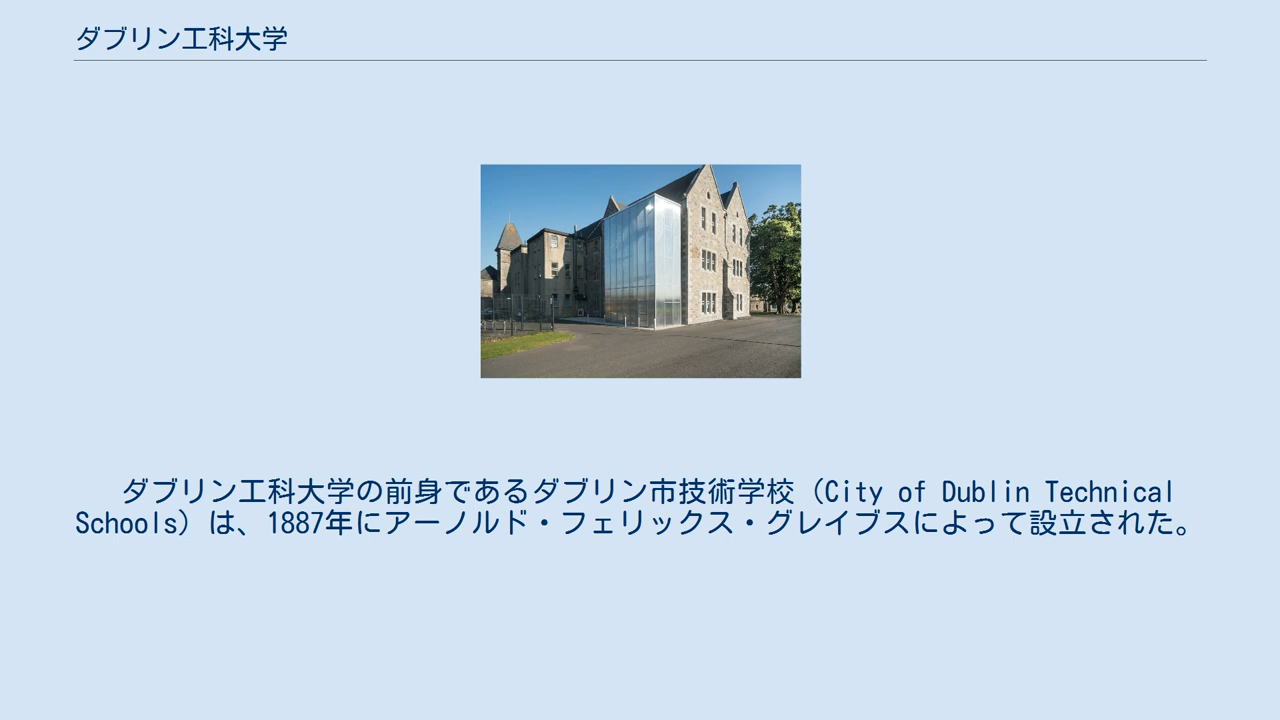 ダブリン工科大学
ダブリン工科大学の前身であるダブリン市技術学校（City of Dublin Technical
Schools）は、1887年にアーノルド・フェリックス・グレイブスによって設立された。